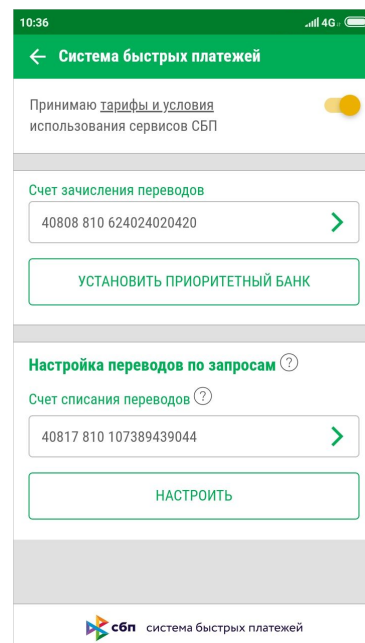 10:36 4G
Система быстрых платежей
Принимаю тарифы и условия
использования сервисов СБП
Счет зачисления переводов
40808 810 624024020420
УСТАНОВИТЬ ПРИОРИТЕТНЫЙ БАНК
Настройка переводов по запросам ?
Счет списания переводов ?
40817 810 107389439044
НАСТРОИТЬ
сбп система быстрых платежей